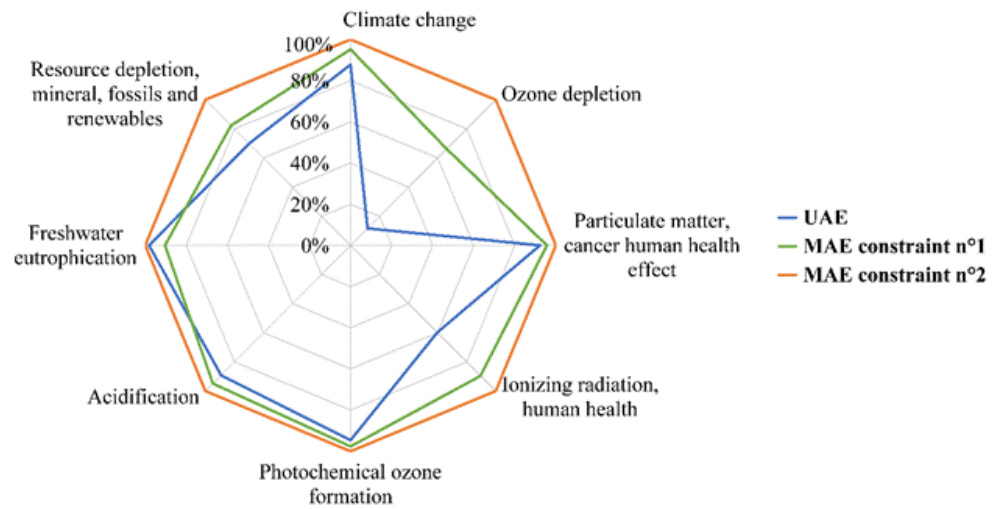 Climate change
100%
80%
60%
40%
20%
0%
Ozone depletion
Particulate matter,
cancer human health
effect
Ionizing radiation,
human health
Photochemical ozone
formation
Acidification
Freshwater
eutrophication
Resource depletion,
mineral, fossils and
renewables
UAE
MAE constraint n°1
MAE constraint n°2